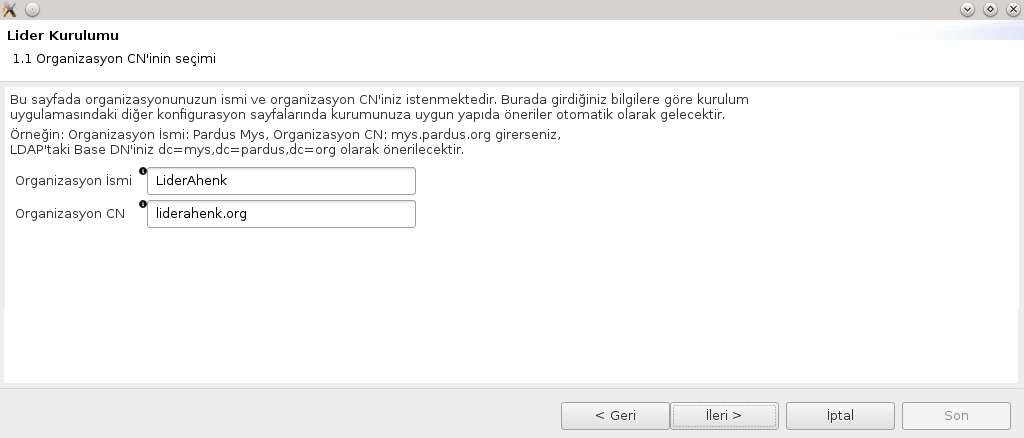 Lider Kurulumu
1.1 Organizasyon CN'inin seçimi
Bu sayfada organizasyonunuzun ismi ve organizasyon CN'iniz istenmektedir. Burada girdiğiniz bilgilere göre kurulum
uygulamasındaki diğer konfigurasyon sayfalarında kurumunuza uygun yapıda öneriler otomatik olarak gelecektir.
Örneğin: Organizasyon İsmi: Pardus Mys, Organizasyon CN: mys.pardus.org girerseniz,
LDAP'taki Base DN'iniz dc=mys,dc=pardus,dc=org olarak önerilecektir.
Organizasyon İsmi LiderAhenk
Organizasyon CN liderahenk.org
< Geri İleri > İptal Son